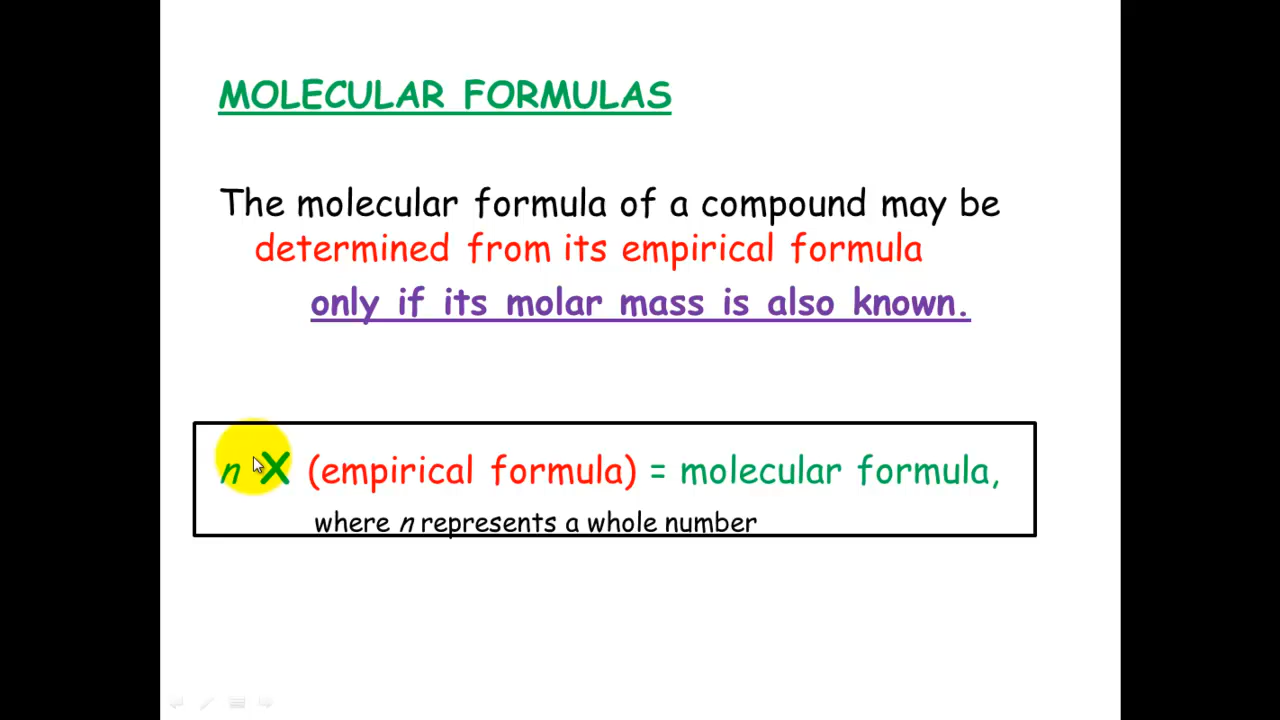 MOLECULAR FORMULAS
The molecular formula of a compound may be
determined from its empirical formula
only if its molar mass is also known.
n X (empirical formula) = molecular formula,
where n represents a whole number